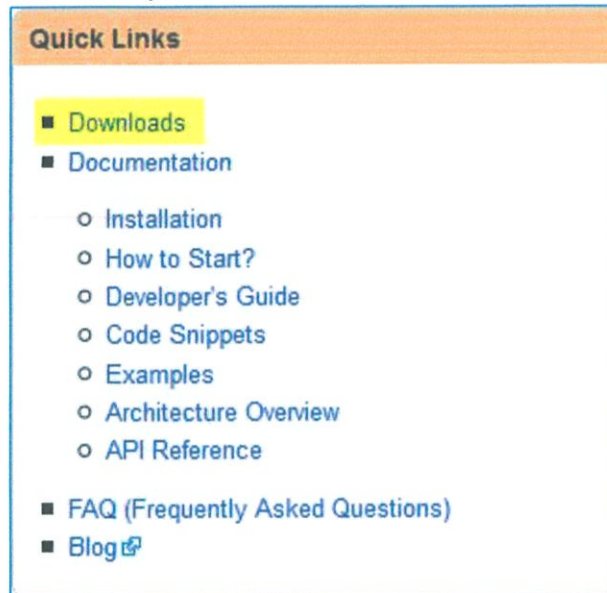 Quick Links
Downloads
Documentation
Installation
How to Start?
Developer's Guide
Code Snippets
Examples
Architecture Overview
API Reference
FAQ (Frequently Asked Questions)
Blog